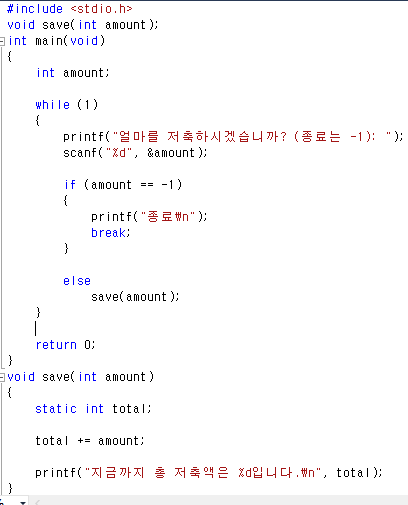 #include <stdio.h>
void save(int amount);
int main(void)
{
int amount;
while (1)
{
printf("얼마를 저축하시겠습니까? (종료는 -1): ");
scanf("%d", &amount);
if (amount == -1)
{
printf("종료₩n");
break;
}
else
save(amount);
}
return 0;
}
void save(int amount)
{
static int total;
total += amount;
printf("지금까지 총 저축액은 %d입니다.₩n", total);
}